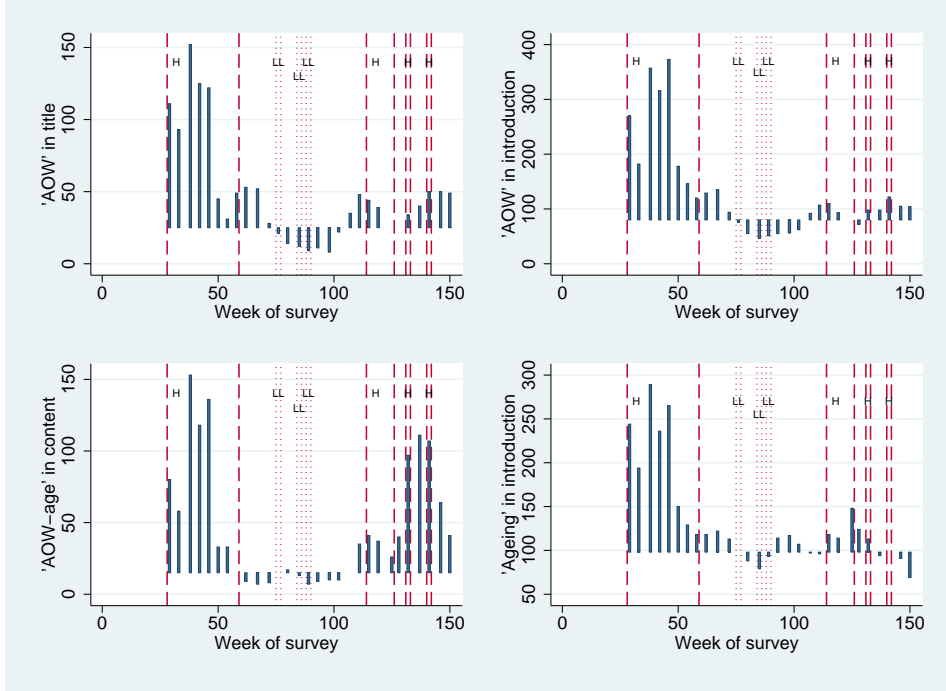 'AOW' in title
0 50 100 150
H LL LL LL H H H
0 50 100 150
Week of survey
'AOW' in introduction
0 100 200 300 400
H LL LL LL H H H
0 50 100 150
Week of survey
'AOW−age' in content
0 50 100 150
H LL LL LL H H H
0 50 100 150
Week of survey
'Ageing' in introduction
50 100 150 200 250 300
H LL LL LL H H H
0 50 100 150
Week of survey